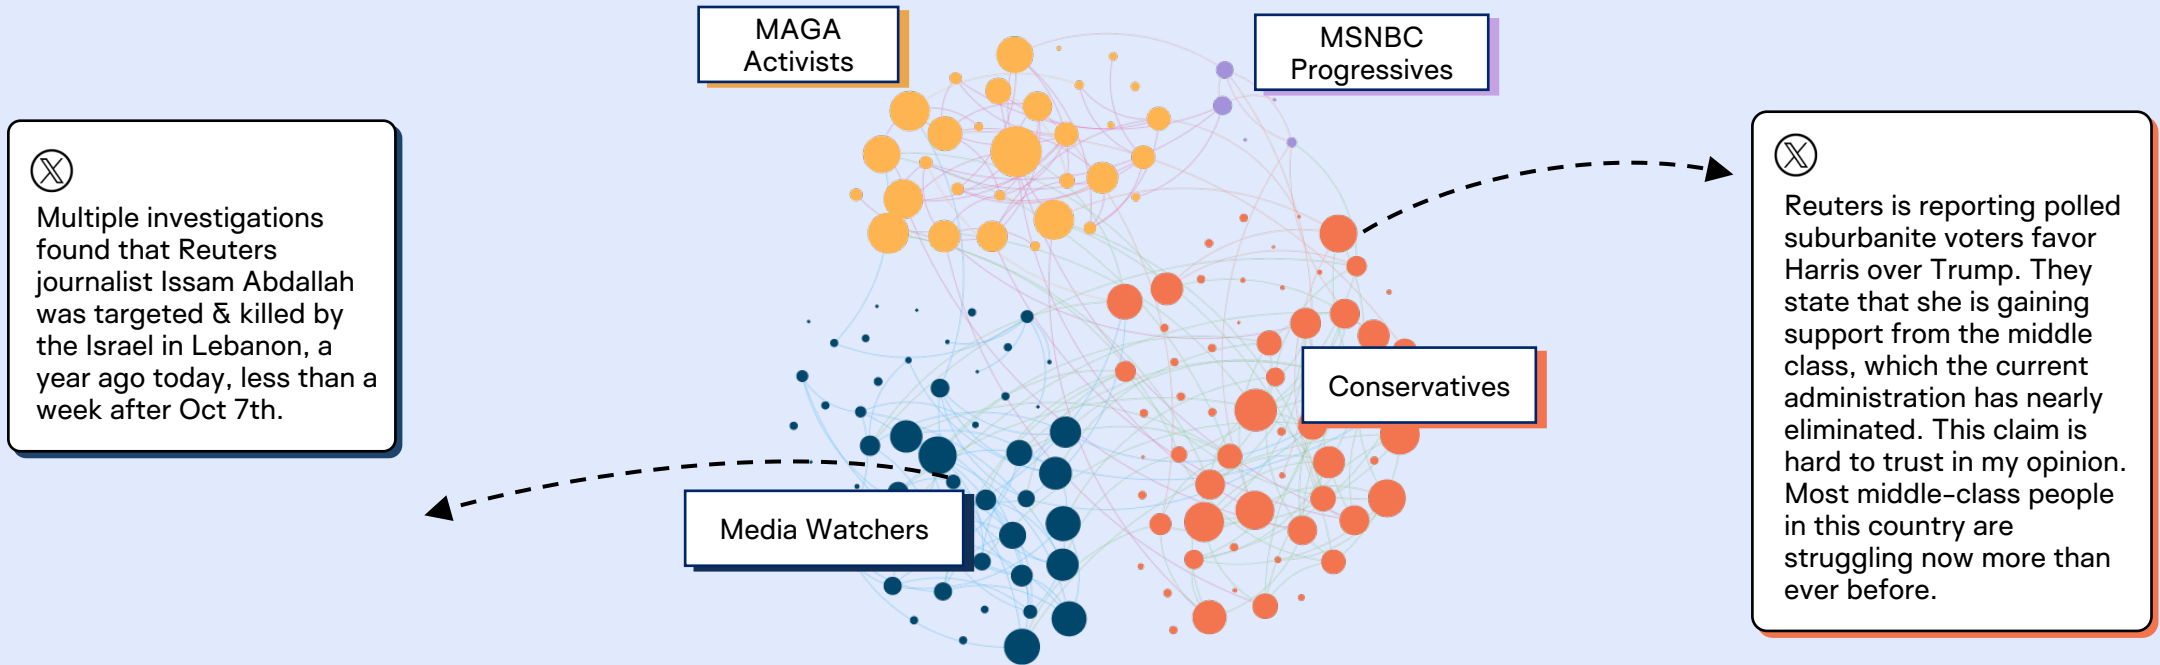 MAGA
Activists
MSNBC
Progressives
Multiple investigations
found that Reuters
journalist Issam Abdallah
was targeted & killed by
the Israel in Lebanon, a
year ago today, less than a
week after Oct 7th.
Reuters is reporting polled
suburbanite voters favor
Harris over Trump. They
state that she is gaining
support from the middle
class, which the current
administration has nearly
eliminated. This claim is
hard to trust in my opinion.
Most middle-class people
in this country are
struggling now more than
ever before.
Conservatives
Media Watchers